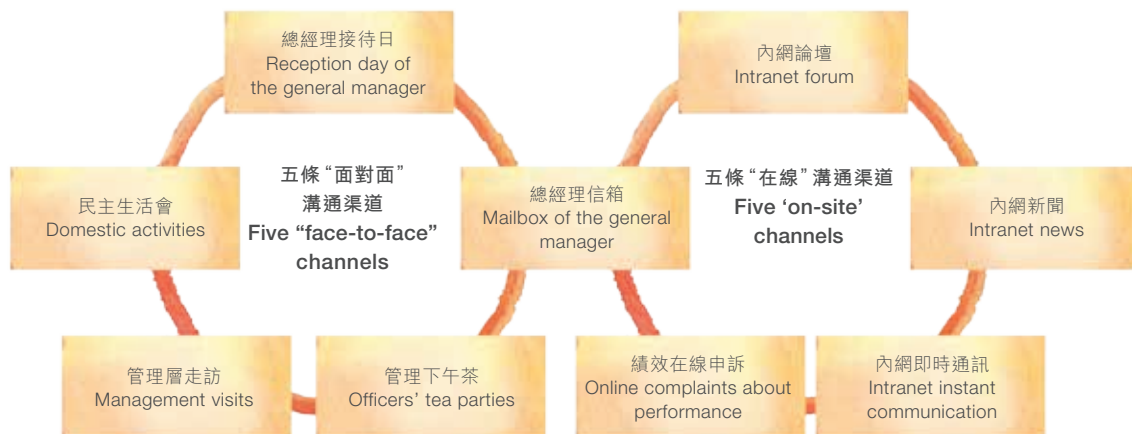 總經理接待日
Reception day of
the general manager
內網論壇
Intranet forum
民主生活會
Domestic activities
五條“面對面”
溝通渠道
Five “face-to-face”
channels
總經理信箱
Mailbox of the general
manager
五條“在線”溝通渠道
Five ‘on-site’
channels
內網新聞
Intranet news
管理層走訪
Management visits
管理下午茶
Officers’ tea parties
績效在線申訴
Online complaints about
performance
內網即時通訊
Intranet instant
communication